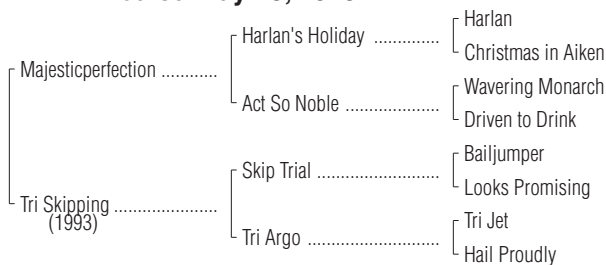 Harlan
Harlan's Holiday ..............
Christmas in Aiken
Majesticperfection ............
Wavering Monarch
Act So Noble ....................
Driven to Drink
Bailjumper
Skip Trial .......................
Looks Promising
Tri Skipping ......................
(1993)
Tri Jet
Tri Argo ............................
Hail Proudly